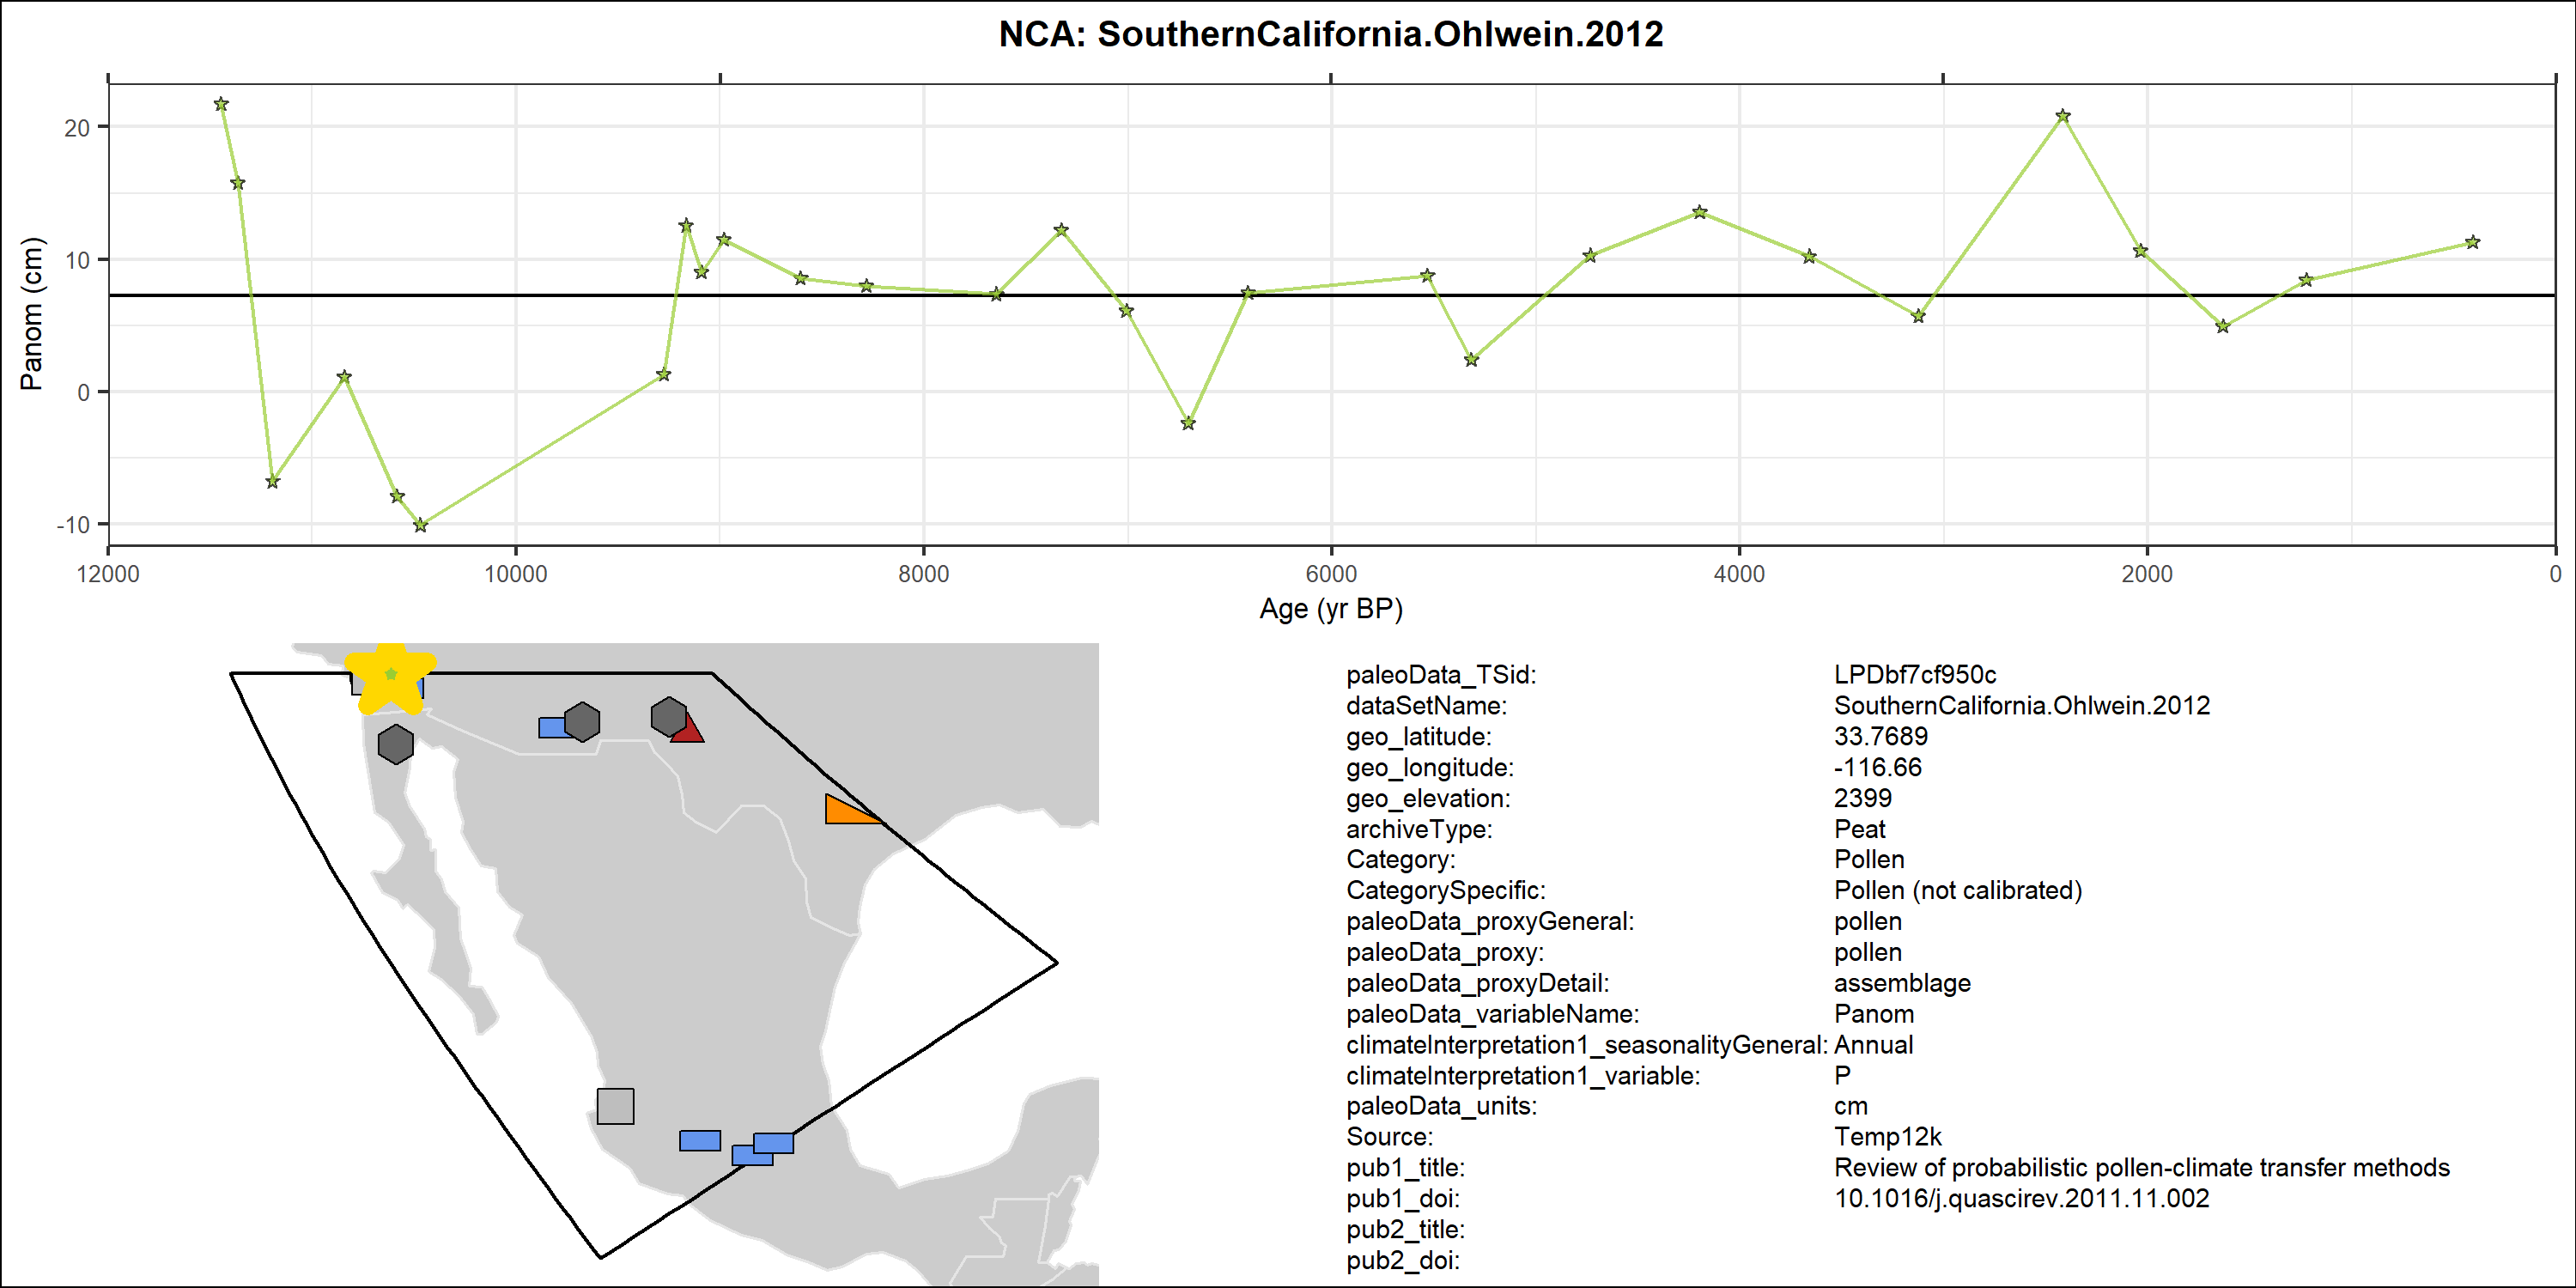 NCA: SouthernCalifornia.Ohlwein.2012
Panom (cm)
20
10
0
-10
12000 10000 8000 6000 4000 2000 0
Age (yr BP)
paleoData_TSid: LPDbf7cf950c
dataSetName: SouthernCalifornia.Ohlwein.2012
geo_latitude: 33.7689
geo_longitude: -116.66
geo_elevation: 2399
archiveType: Peat
Category: Pollen
CategorySpecific: Pollen (not calibrated)
paleoData_proxyGeneral: pollen
paleoData_proxy: pollen
paleoData_proxyDetail: assemblage
paleoData_variableName: Panom
climateInterpretation1_seasonalityGeneral: Annual
climateInterpretation1_variable: P
paleoData_units: cm
Source: Temp12k
pub1_title: Review of probabilistic pollen-climate transfer methods
pub1_doi: 10.1016/j.quascirev.2011.11.002
pub2_title:
pub2_doi: